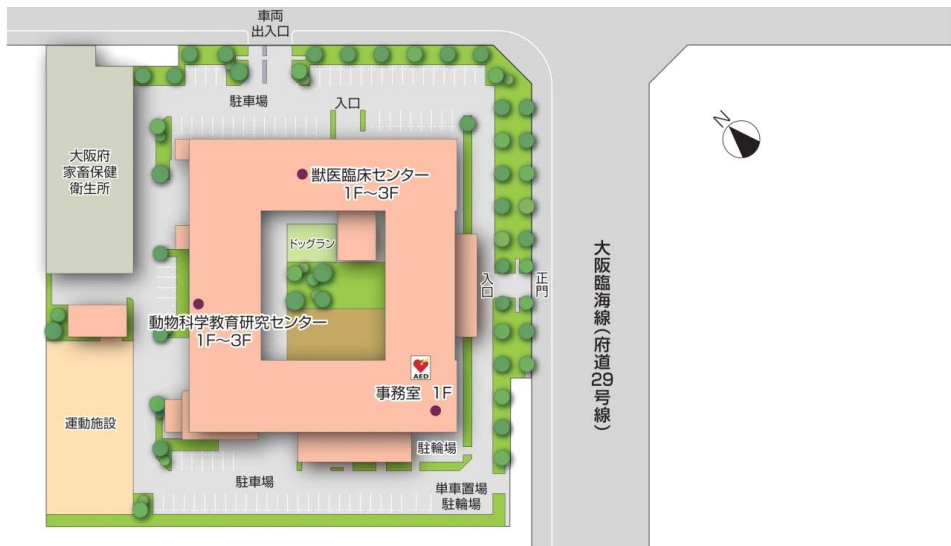 車両
出入口
駐車場
入口
N
大阪府
家畜保健
衛生所
獣医臨床センター
1F～3F
ドッグラン
入口
正門
大阪臨海線(府道29号線)
動物科学教育研究センター
1F～3F
AED
事務室 1F
運動施設
駐輪場
駐車場
単車置場
駐輪場